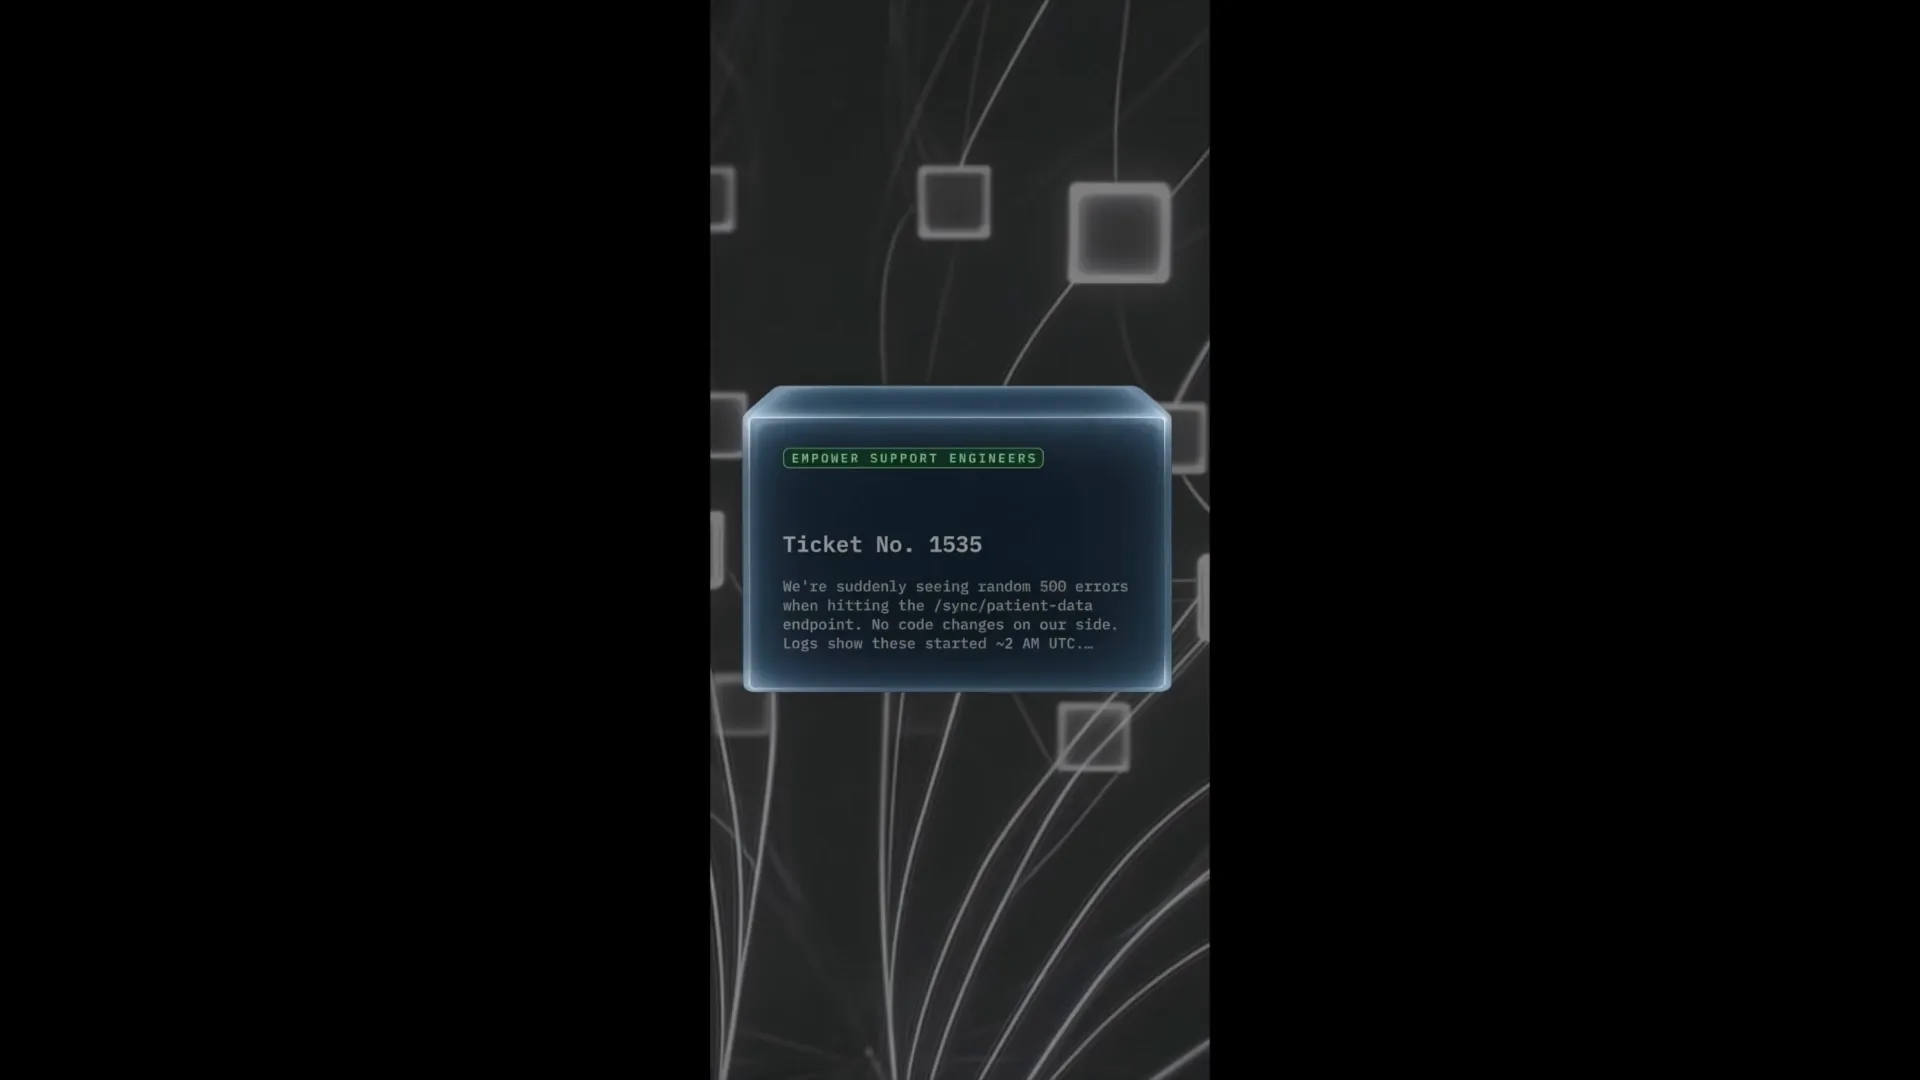 EMPOWER SUPPORT ENGINEERS
Ticket No. 1535
We're suddenly seeing random 500 errors
when hitting the /sync/patient-data
endpoint. No code changes on our side.
Logs show these started ~2 AM UTC.…